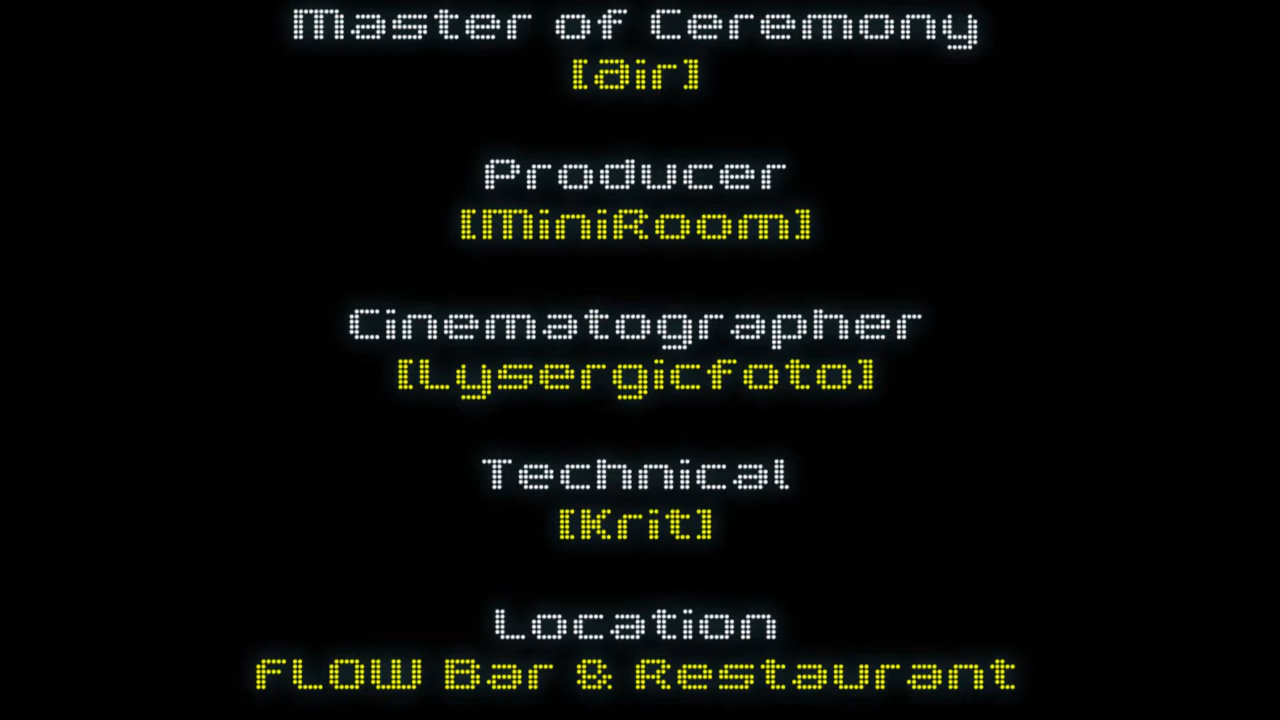 Master of Ceremony
[Air]
Producer
[MiniRoom]
Cinematographer
[Lysergicfoto]
Technical
[Krit]
Location
FLOW Bar & Restaurant